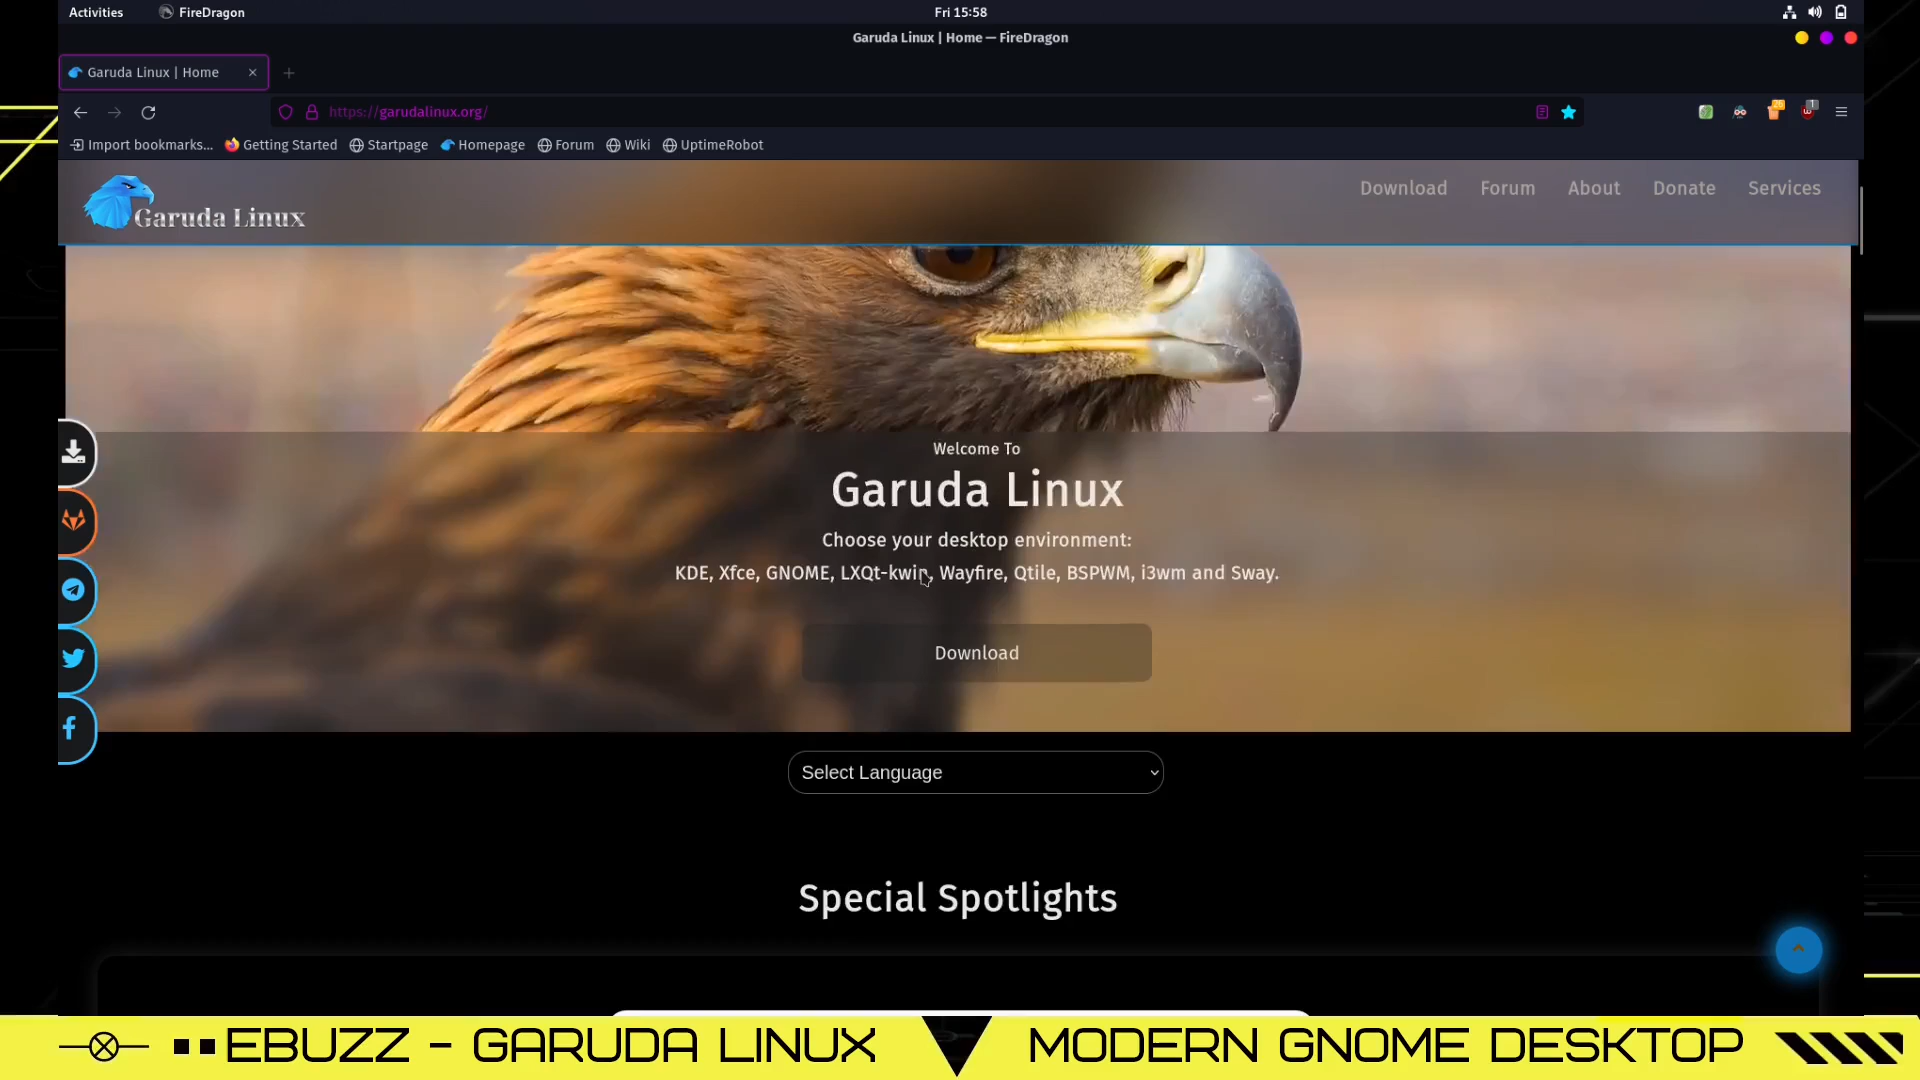 Activities FireDragon Fri 15:58
Garuda Linux | Home — FireDragon
Garuda Linux | Home
https://garudalinux.org/
26 1
Import bookmarks... Getting Started Startpage Homepage Forum Wiki UptimeRobot
Garuda Linux Download Forum About Donate Services
Welcome To
Garuda Linux
Choose your desktop environment:
KDE, Xfce, GNOME, LXQt-kwin, Wayfire, Qtile, BSPWM, i3wm and Sway.
Download
Select Language
Special Spotlights
EBUZZ - GARUDA LINUX MODERN GNOME DESKTOP